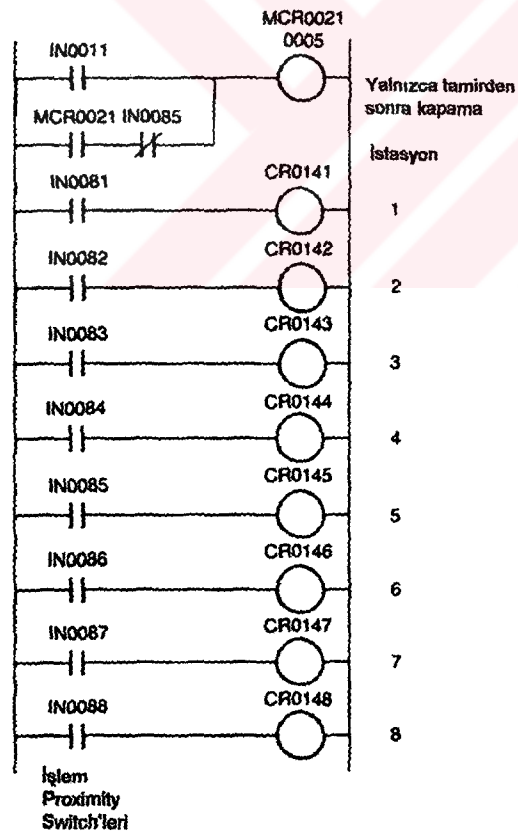 MCR0021
0005
IN0011
Yalnızca tamirden
sonra kapama
MCR0021 IN0085
İstasyon
IN0081 CR0141
1
IN0082 CR0142
2
IN0083 CR0143
3
IN0084 CR0144
4
IN0085 CR0145
5
IN0086 CR0146
6
IN0087 CR0147
7
IN0088 CR0148
8
İşlem
Proximity
Switch'leri